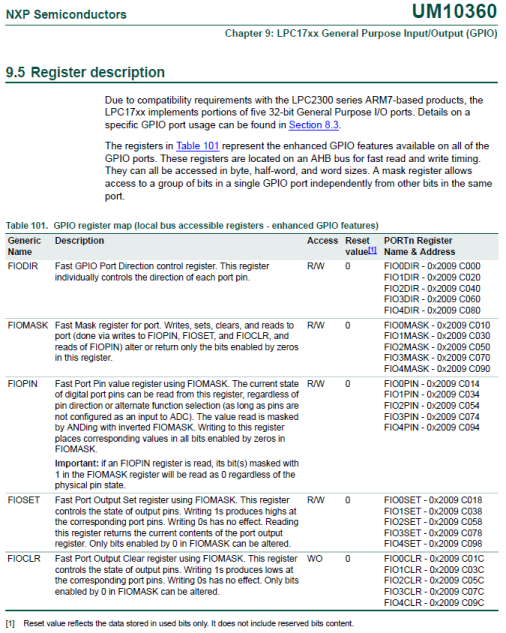 NXP Semiconductors
UM10360
Chapter 9: LPC17xx General Purpose Input/Output (GPIO)
9.5 Register description
Due to compatibility requirements with the LPC2300 series ARM7-based products, the
LPC17xx implements portions of five 32-bit General Purpose I/O ports. Details on a
specific GPIO port usage can be found in Section 8.3.
The registers in Table 101 represent the enhanced GPIO features available on all of the
GPIO ports. These registers are located on an AHB bus for fast read and write timing.
They can all be accessed in byte, half-word, and word sizes. A mask register allows
access to a group of bits in a single GPIO port independently from other bits in the same
port.
Table 101. GPIO register map (local bus accessible registers - enhanced GPIO features)
Generic Name Description Access Reset value[1] PORTn Register Name & Address
FIODIR Fast GPIO Port Direction control register. This register R/W 0 FIO0DIR - 0x2009 C000
individually controls the direction of each port pin. FIO1DIR - 0x2009 C020
FIO2DIR - 0x2009 C040
FIO3DIR - 0x2009 C060
FIO4DIR - 0x2009 C080
FIOMASK Fast Mask register for port. Writes, sets, clears, and reads to R/W 0 FIO0MASK - 0x2009 C010
port (done via writes to FIOPIN, FIOSET, and FIOCLR, and FIO1MASK - 0x2009 C030
reads of FIOPIN) alter or return only the bits enabled by zeros FIO2MASK - 0x2009 C050
in this register. FIO3MASK - 0x2009 C070
FIO4MASK - 0x2009 C090
FIOPIN Fast Port Pin value register using FIOMASK. The current state R/W 0 FIO0PIN - 0x2009 C014
of digital port pins can be read from this register, regardless of FIO1PIN - 0x2009 C034
pin direction or alternate function selection (as long as pins are FIO2PIN - 0x2009 C054
not configured as an input to ADC). The value read is masked FIO3PIN - 0x2009 C074
by ANDing with inverted FIOMASK. Writing to this register FIO4PIN - 0x2009 C094
places corresponding values in all bits enabled by zeros in
FIOMASK.
Important: if an FIOPIN register is read, its bit(s) masked with
1 in the FIOMASK register will be read as 0 regardless of the
physical pin state.
FIOSET Fast Port Output Set register using FIOMASK. This register R/W 0 FIO0SET - 0x2009 C018
controls the state of output pins. Writing 1s produces highs at FIO1SET - 0x2009 C038
the corresponding port pins. Writing 0s has no effect. Reading FIO2SET - 0x2009 C058
this register returns the current contents of the port output FIO3SET - 0x2009 C078
register. Only bits enabled by 0 in FIOMASK can be altered. FIO4SET - 0x2009 C098
FIOCLR Fast Port Output Clear register using FIOMASK. This register WO 0 FIO0CLR - 0x2009 C01C
controls the state of output pins. Writing 1s produces lows at FIO1CLR - 0x2009 C03C
the corresponding port pins. Writing 0s has no effect. Only bits FIO2CLR - 0x2009 C05C
enabled by 0 in FIOMASK can be altered. FIO3CLR - 0x2009 C07C
FIO4CLR - 0x2009 C09C
[1] Reset value reflects the data stored in used bits only. It does not include reserved bits content.